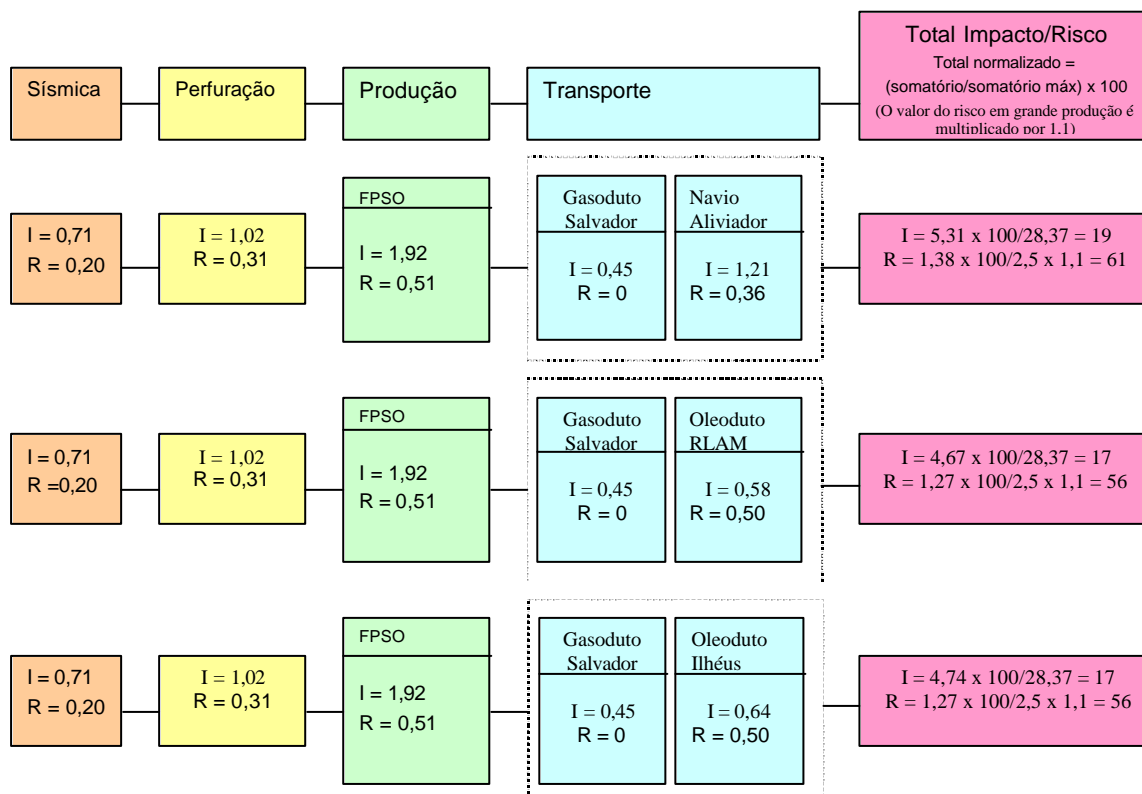 Sísmica
Perfuração
Produção
Transporte
Total Impacto/Risco
Total normalizado =
(somatório/somatório máx) x 100
(O valor do risco em grande produção é
multiplicado por 1.1)
I = 0,71
R = 0,20
I = 1,02
R = 0,31
FPSO
I = 1,92
R = 0,51
Gasoduto
Salvador
I = 0,45
R = 0
Navio
Aliviador
I = 1,21
R = 0,36
I = 5,31 x 100/28,37 = 19
R = 1,38 x 100/2,5 x 1,1 = 61
I = 0,71
R =0,20
I = 1,02
R = 0,31
FPSO
I = 1,92
R = 0,51
Gasoduto
Salvador
I = 0,45
R = 0
Oleoduto
RLAM
I = 0,58
R = 0,50
I = 4,67 x 100/28,37 = 17
R = 1,27 x 100/2,5 x 1,1 = 56
I = 0,71
R = 0,20
I = 1,02
R = 0,31
FPSO
I = 1,92
R = 0,51
Gasoduto
Salvador
I = 0,45
R = 0
Oleoduto
Ilhéus
I = 0,64
R = 0,50
I = 4,74 x 100/28,37 = 17
R = 1,27 x 100/2,5 x 1,1 = 56